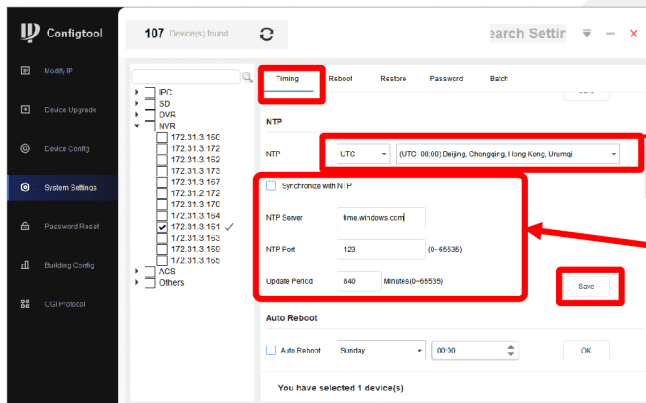 Configtool
107 Device(s) found
earch Settin
Modify IP
Device Upgrade
Device Config
System Settings
Password Reset
Building Config
CGI Protocol
IPC
SD
DVR
NVR
172.31.3.160
172.31.3.172
172.31.3.162
172.31.3.173
172.31.3.167
172.31.2.172
172.31.3.170
172.31.3.164
172.31.3.161
172.31.3.163
172.31.3.160
172.31.3.165
ACS
Others
Timing Reboot Restore Password Batch
NTP
NTP UTC (UTC 00:00) Beijing, Chongqing, Hong Kong, Urumqi
Synchronize with NTP
NTP Server time.windows.com
NTP Port 123 (0-65535)
Update Period 840 Minutes(0~65535)
Save
Auto Reboot
Auto Reboot Sunday 00:00 OK
You have selected 1 device(s)